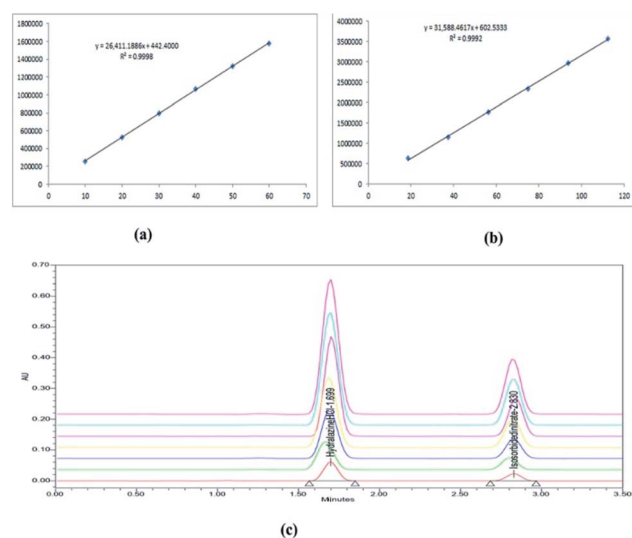 1800000
1600000
1400000
1200000
1000000
800000
600000
400000
200000
0
y = 26,411.1886x + 442.4000
R² = 0.9998
0 10 20 30 40 50 60 70
(a)
4000000
3500000
3000000
2500000
2000000
1500000
1000000
500000
0
y = 31,588.4617x + 602.5333
R² = 0.9992
0 20 40 60 80 100 120
(b)
0.70
0.60
0.50
0.40
0.30
0.20
0.10
0.00
AU
HydralazineHCl-1.699
Isosorbidedinitrate-2.830
0.00 0.50 1.00 1.50 2.00 2.50 3.00 3.50
Minutes
(c)